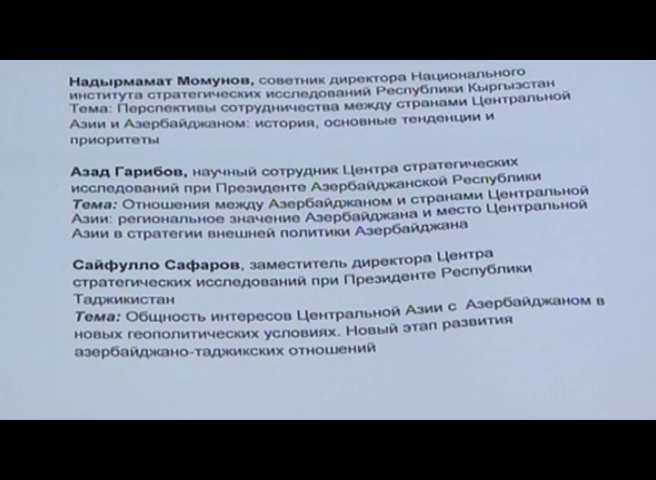 Надырмамат Момунов, советник директора Национального
института стратегических исследований Республики Кыргызстан
Тема: Перспективы сотрудничества между странами Центральной
Азии и Азербайджаном: история, основные тенденции и
приоритеты
Азад Гарибов, научный сотрудник Центра стратегических
исследований при Президенте Азербайджанской Республики
Тема: Отношения между Азербайджаном и странами Центральной
Азии: региональное значение Азербайджана и место Центральной
Азии в стратегии внешней политики Азербайджана
Сайфулло Сафаров, заместитель директора Центра
стратегических исследований при Президенте Республики
Таджикистан
Тема: Общность интересов Центральной Азии с Азербайджаном в
новых геополитических условиях. Новый этап развития
азербайджано-таджикских отношений